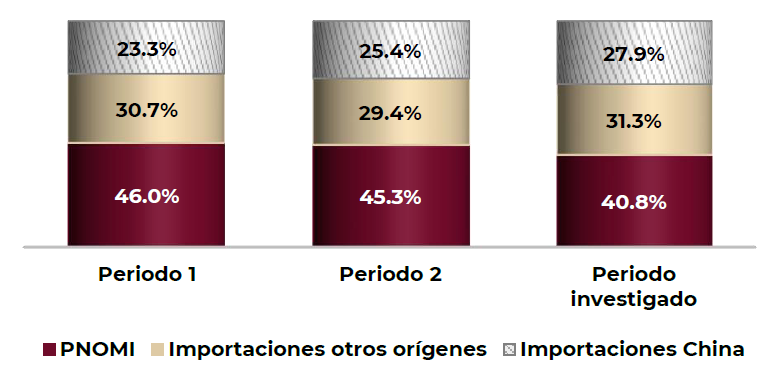 23.3%
25.4%
27.9%
30.7%
29.4%
31.3%
46.0%
45.3%
40.8%
Periodo 1
Periodo 2
Periodo
investigado
PNOMI
Importaciones otros orígenes
Importaciones China